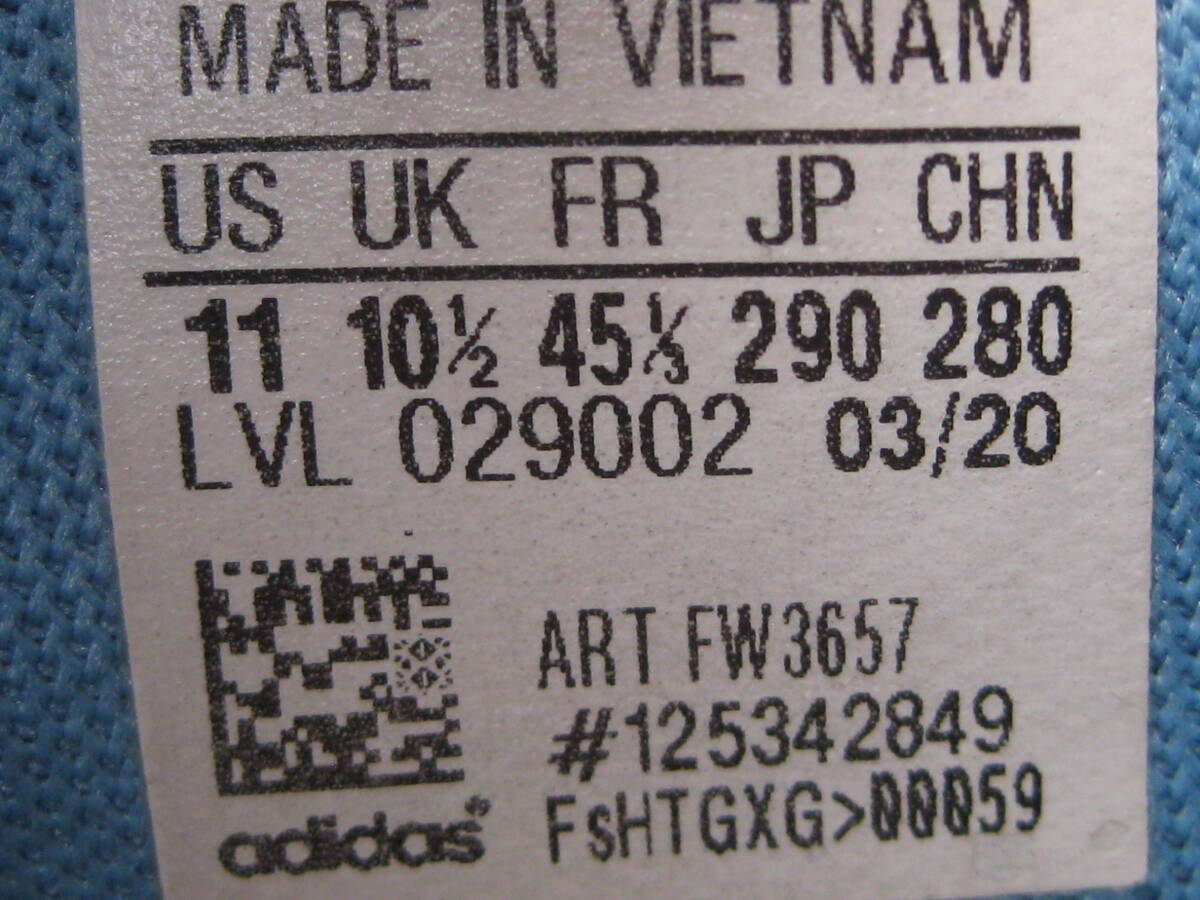 MADE IN VIETNAM
US UK FR JP CHN
11 10½ 45⅓ 290 280
LVL 029002 03/20
ART FW3657
#125342849
FsHTGXG>00059
adidas®